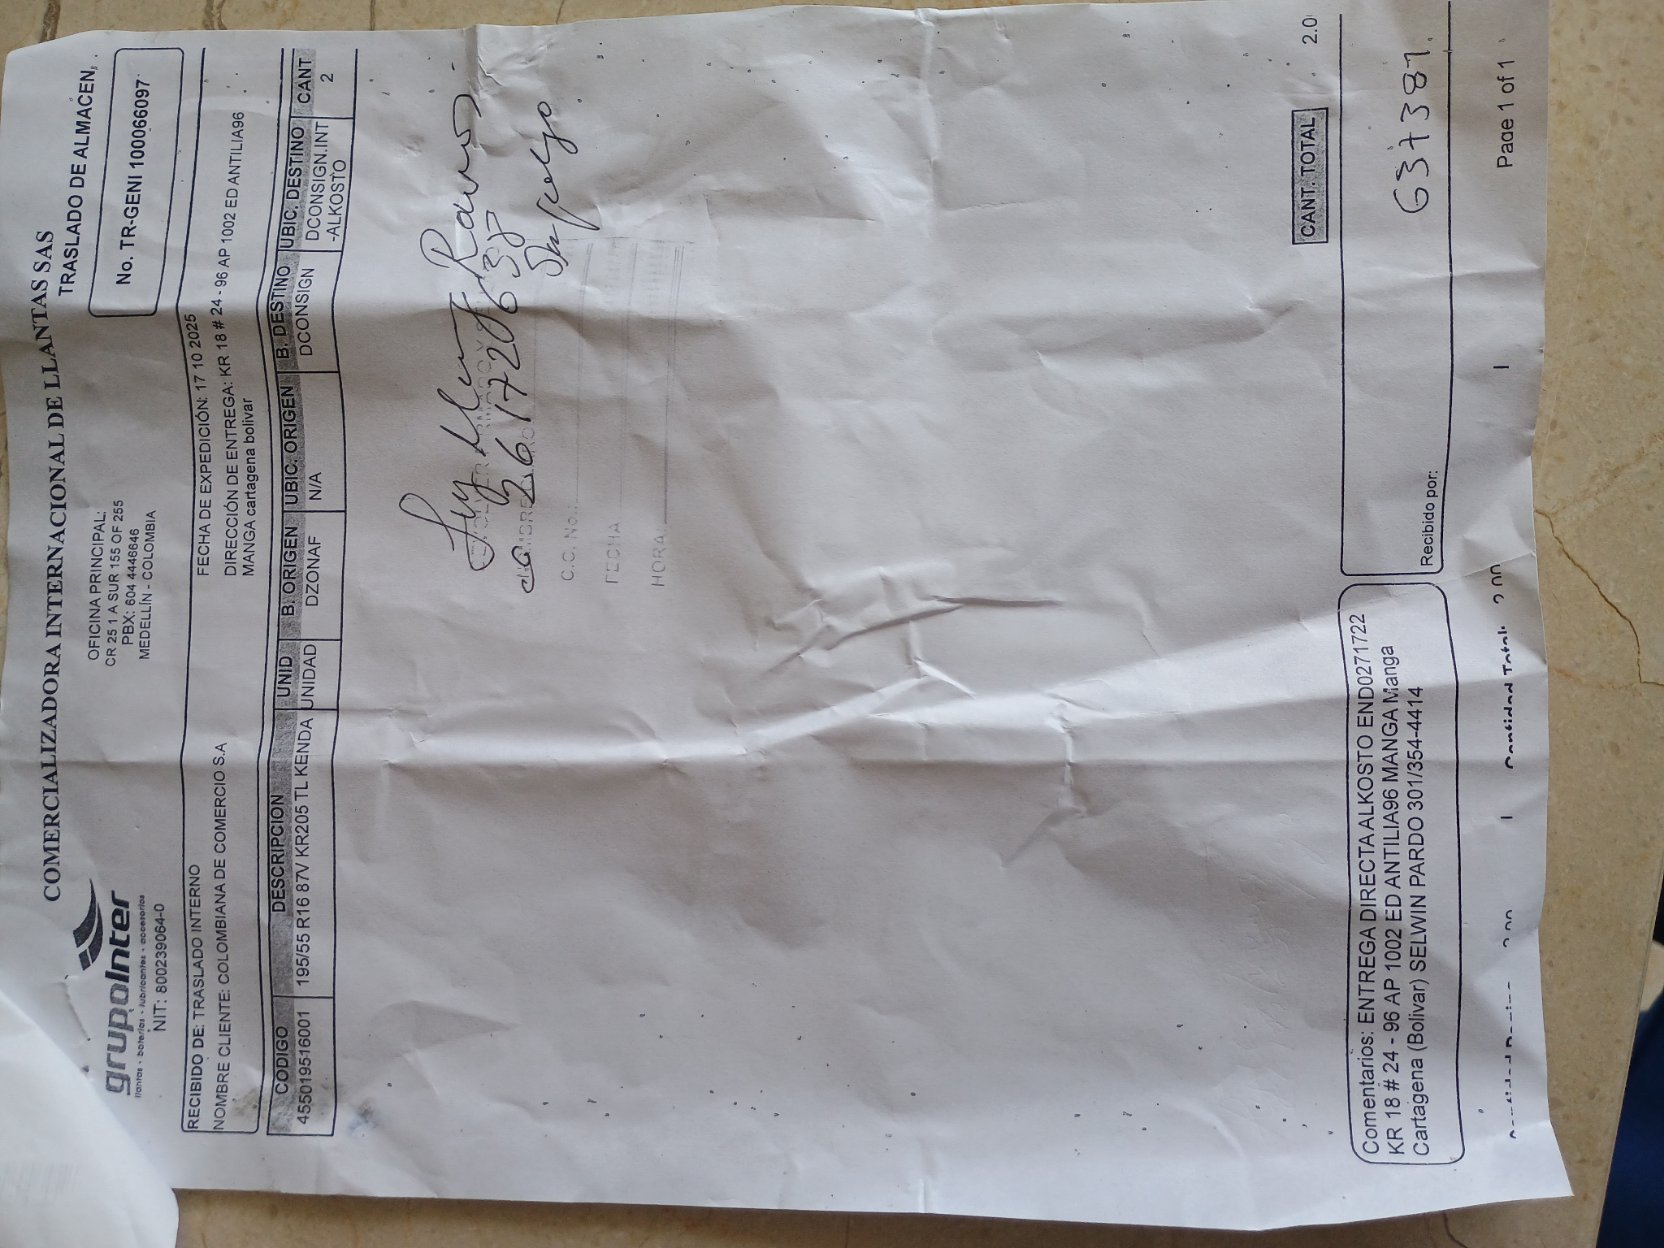 COMERCIALIZADORA INTERNACIONAL DE LLANTAS SAS
grupoInter
llantas - baterías - lubricantes - accesorios
NIT: 800239064-0
OFICINA PRINCIPAL:
CR 25 1 A SUR 155 OF 255
PBX: 604 4446646
MEDELLÍN - COLOMBIA
TRASLADO DE ALMACEN,
No. TR-GENI 100066097
RECIBIDO DE: TRASLADO INTERNO
NOMBRE CLIENTE: COLOMBIANA DE COMERCIO S.A
FECHA DE EXPEDICIÓN: 17 10 2025
DIRECCIÓN DE ENTREGA: KR 18 # 24 - 96 AP 1002 ED ANTILIA96
MANGA cartagena bolivar
CODIGO DESCRIPCION UNID B. ORIGEN UBIC. ORIGEN B. DESTINO UBIC. DESTINO CANT
455019516001 195/55 R16 87V KR205 TL KENDA UNIDAD DZONAF N/A DCONSIGN DCONSIGN.INT 2
-ALKOSTO
C.C. No.:
FECHA
HORA
CANT. TOTAL 2.0
Comentarios: ENTREGA DIRECTA ALKOSTO END0271722
KR 18 # 24 - 96 AP 1002 ED ANTILIA96 MANGA Manga
Cartagena (Bolivar) SELWIN PARDO 301/354-4414
637387
Recibido por:
Page 1 of 1